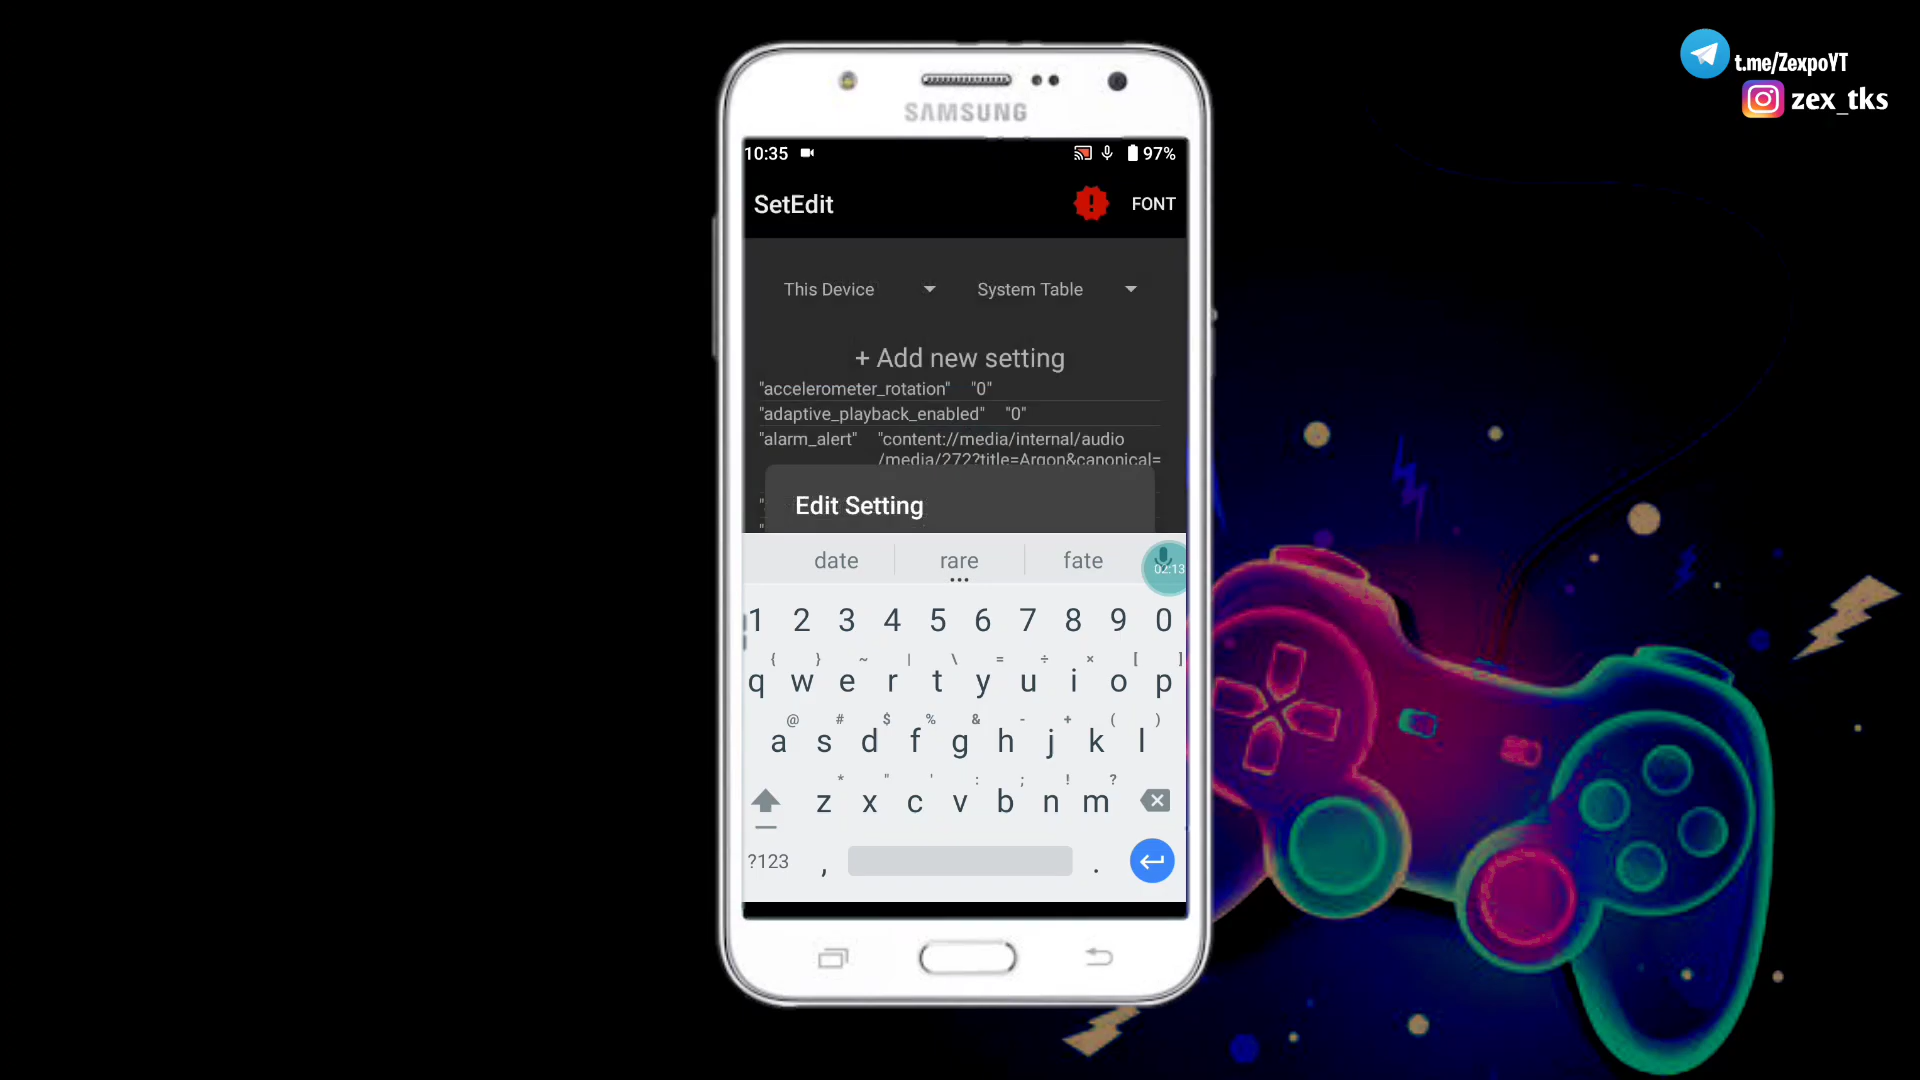 t.me/ZexpoYT
zex_tks
SAMSUNG
10:35 97%
SetEdit FONT
This Device System Table
+ Add new setting
"accelerometer_rotation" "0"
"adaptive_playback_enabled" "0"
"alarm_alert" "content://media/internal/audio
/media/272?title=Argon&canonical=
Edit Setting
date rare fate
02:13
1 2 3 4 5 6 7 8 9 0
{ } ~ | \ = ÷ × [ ]
q w e r t y u i o p
@ # $ % & - + ( )
a s d f g h j k l
* " ' : ; ! ?
z x c v b n m
?123 , .